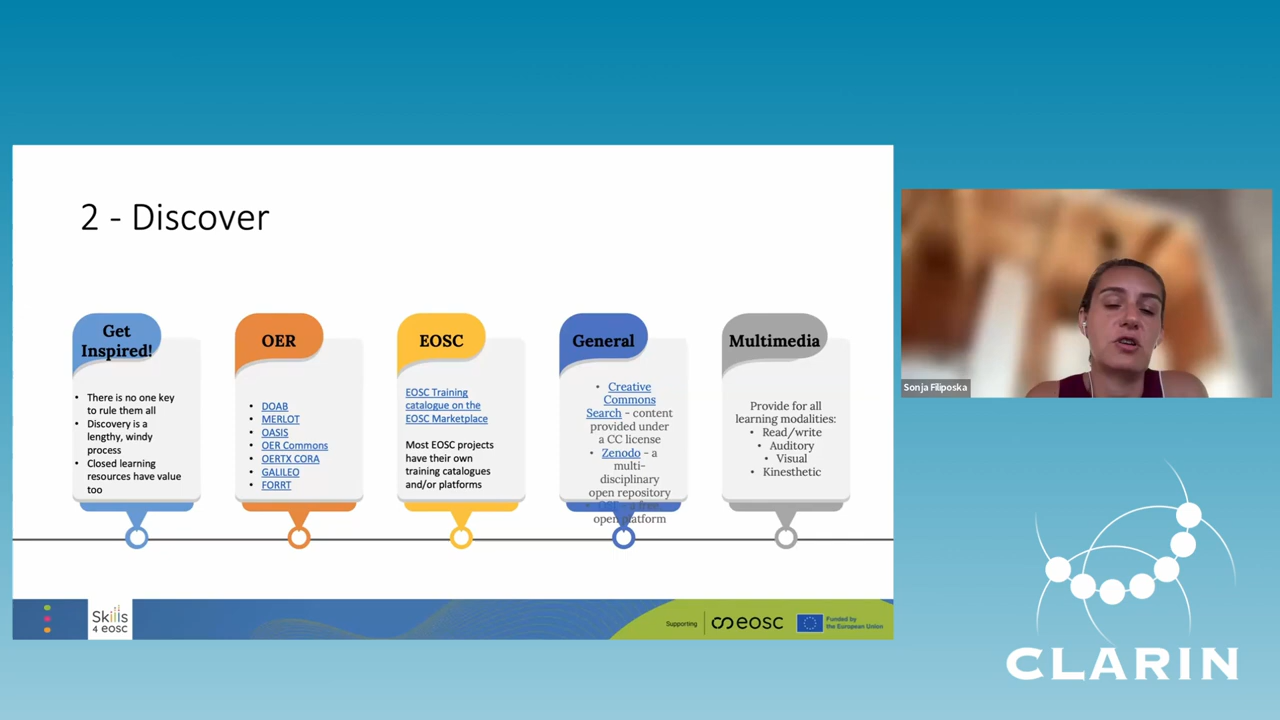 2 - Discover
Get
Inspired!
• There is no one key
to rule them all
• Discovery is a
lengthy, windy
process
• Closed learning
resources have value
too
OER
• DOAB
• MERLOT
• OASIS
• OER Commons
• OERTX CORA
• GALILEO
• FORRT
EOSC
EOSC Training
catalogue on the
EOSC Marketplace
Most EOSC projects
have their own
training catalogues
and/or platforms
General
• Creative
Commons
Search - content
provided under
a CC license
• Zenodo - a
multi-
disciplinary
open repository
• OSF - a free,
open platform
Multimedia
Provide for all
learning modalities:
• Read/write
• Auditory
• Visual
• Kinesthetic
Skills
4 eosc
Supporting
eosc
Funded by
the European Union
Sonja Filiposka
CLARIN